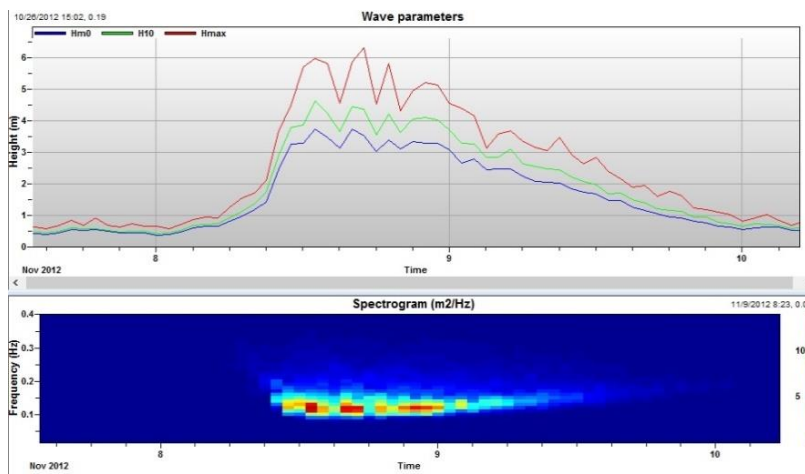 Wave parameters
10/26/2012 15:02, 0.19
Hm0 H10 Hmax
Height (m)
6
5
4
3
2
1
0
8 9 10
Nov 2012 Time
<
Spectrogram (m2/Hz)
11/9/2012 8:23, 0.0
Frequency (Hz)
0.4
0.3
0.2
0.1
10
5
8 9 10
Nov 2012 Time